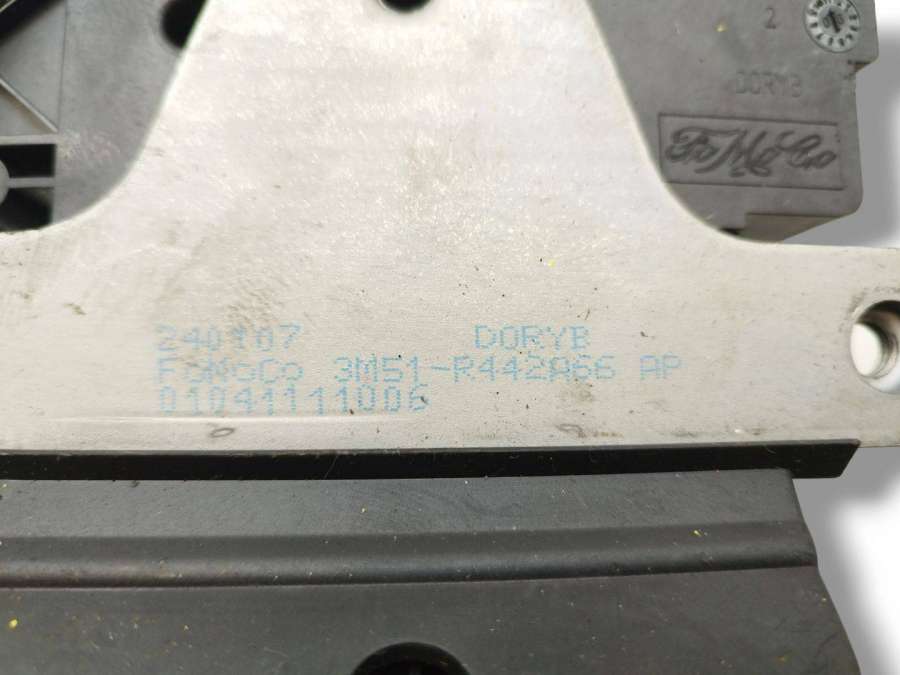 2
DORYB
FoMoCo
240107 DORYB
FoMoCo 3M51-R442A66 AP
01041111006